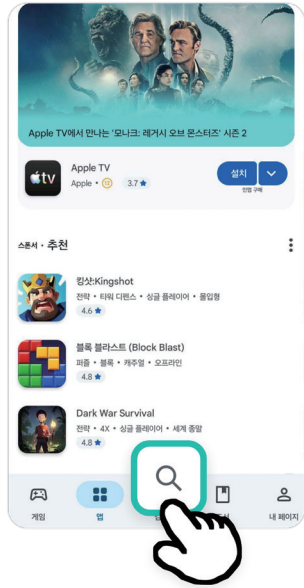 Apple TV에서 만나는 '모나크: 레거시 오브 몬스터즈' 시즌 2
tv
Apple TV
Apple • 12 3.7 ★
설치
인앱 구매
스폰서 • 추천
킹샷:Kingshot
전략 • 타워 디펜스 • 싱글 플레이어 • 몰입형
4.6 ★
블록 블라스트 (Block Blast)
퍼즐 • 블록 • 캐주얼 • 오프라인
4.8 ★
Dark War Survival
전략 • 4X • 싱글 플레이어 • 세계 종말
4.8 ★
게임
앱
내 페이지